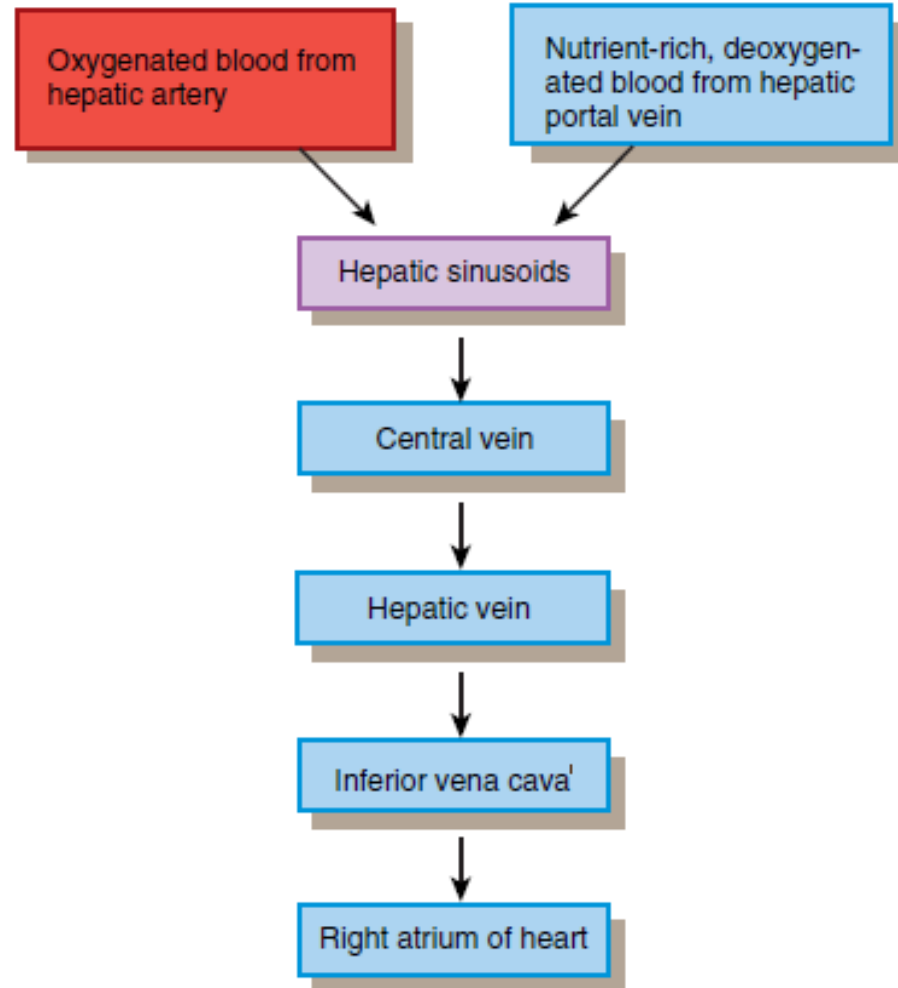 Oxygenated blood from
hepatic artery
Nutrient-rich, deoxygen-
ated blood from hepatic
portal vein
Hepatic sinusoids
Central vein
Hepatic vein
Inferior vena cava'
Right atrium of heart